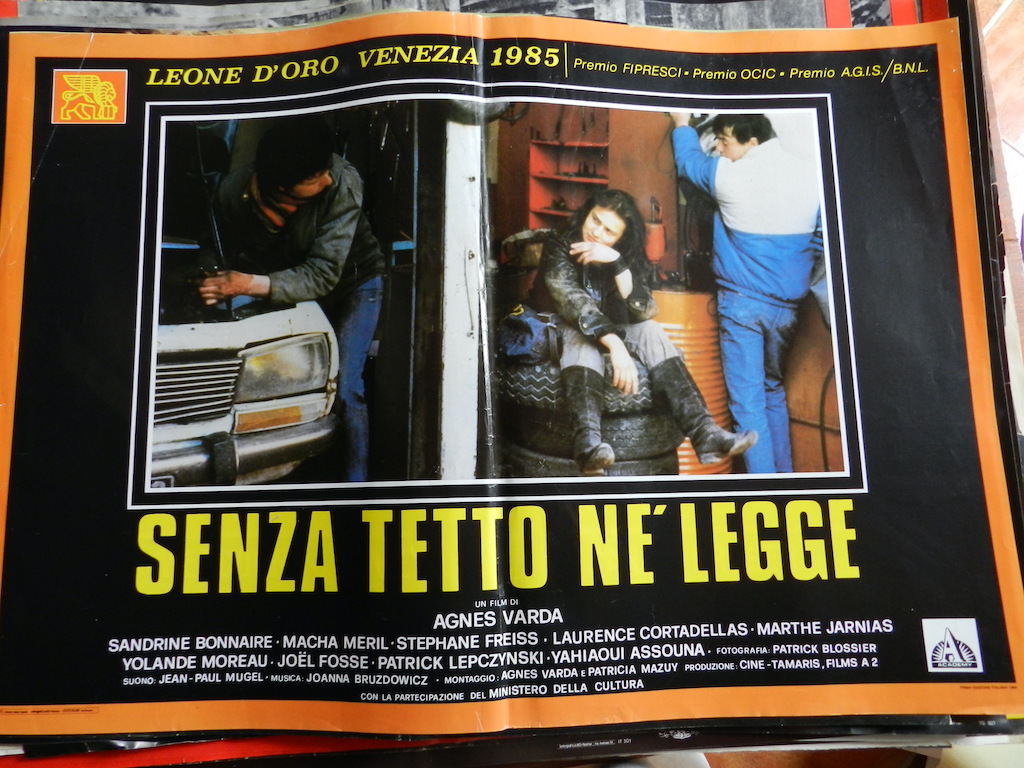 LEONE D'ORO VENEZIA 1985 Premio FIPRESCI • Premio OCIC • Premio A.G.I.S./B.N.L.
SENZA TETTO NE´ LEGGE
UN FILM DI
AGNES VARDA
SANDRINE BONNAIRE · MACHA MERIL · STEPHANE FREISS · LAURENCE CORTADELLAS · MARTHE JARNIAS
YOLANDE MOREAU · JOËL FOSSE · PATRICK LEPCZYNSKI · YAHIAOUI ASSOUNA · FOTOGRAFIA: PATRICK BLOSSIER
SUONO: JEAN-PAUL MUGEL · MUSICA: JOANNA BRUZDOWICZ · MONTAGGIO: AGNES VARDA E PATRICIA MAZUY PRODUZIONE: CINE-TAMARIS, FILMS A 2
CON LA PARTECIPAZIONE DEL MINISTERO DELLA CULTURA
A
ACADEMY